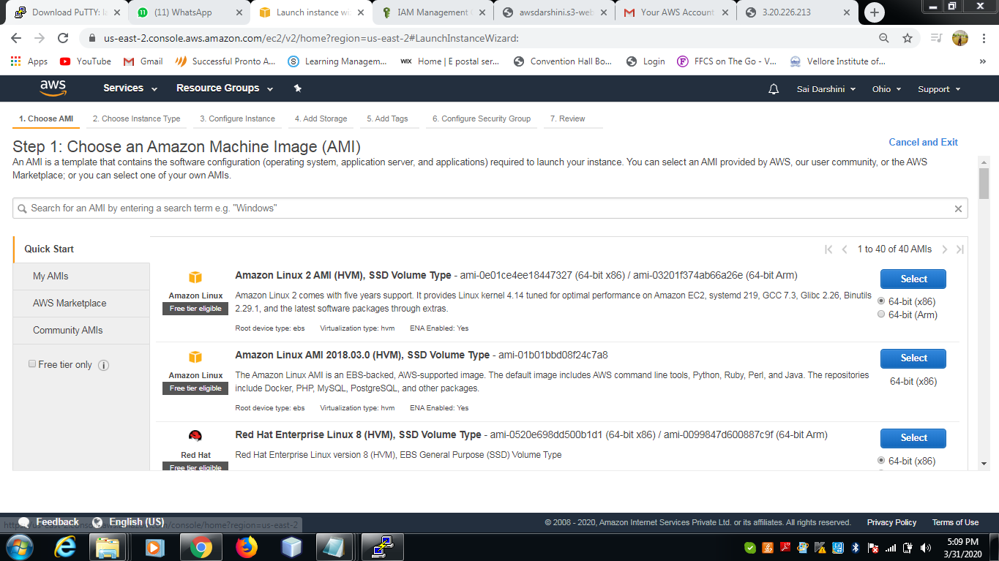 Download PuTTY: la
(11) WhatsApp
Launch instance wiz
IAM Management C
awsdarshini.s3-web
Your AWS Account
3.20.226.213
us-east-2.console.aws.amazon.com/ec2/v2/home?region=us-east-2#LaunchInstanceWizard:
Apps
YouTube
Gmail
Successful Pronto A...
Learning Managem...
WIX
Home | E postal ser...
Convention Hall Bo...
Login
FFCS on The Go - V...
Vellore Institute of...
aws
Services
Resource Groups
Sai Darshini
Ohio
Support
1. Choose AMI
2. Choose Instance Type
3. Configure Instance
4. Add Storage
5. Add Tags
6. Configure Security Group
7. Review
Step 1: Choose an Amazon Machine Image (AMI)
Cancel and Exit
An AMI is a template that contains the software configuration (operating system, application server, and applications) required to launch your instance. You can select an AMI provided by AWS, our user community, or the AWS
Marketplace; or you can select one of your own AMIs.
Search for an AMI by entering a search term e.g. "Windows"
Quick Start
My AMIs
AWS Marketplace
Community AMIs
Free tier only
1 to 40 of 40 AMIs
Amazon Linux
Free tier eligible
Amazon Linux 2 AMI (HVM), SSD Volume Type - ami-0e01ce4ee18447327 (64-bit x86) / ami-03201f374ab66a26e (64-bit Arm)
Amazon Linux 2 comes with five years support. It provides Linux kernel 4.14 tuned for optimal performance on Amazon EC2, systemd 219, GCC 7.3, Glibc 2.26, Binutils
2.29.1, and the latest software packages through extras.
Root device type: ebs Virtualization type: hvm ENA Enabled: Yes
Select
64-bit (x86)
64-bit (Arm)
Amazon Linux
Free tier eligible
Amazon Linux AMI 2018.03.0 (HVM), SSD Volume Type - ami-01b01bbd08f24c7a8
The Amazon Linux AMI is an EBS-backed, AWS-supported image. The default image includes AWS command line tools, Python, Ruby, Perl, and Java. The repositories
include Docker, PHP, MySQL, PostgreSQL, and other packages.
Root device type: ebs Virtualization type: hvm ENA Enabled: Yes
Select
64-bit (x86)
Red Hat
Free tier eligible
Red Hat Enterprise Linux 8 (HVM), SSD Volume Type - ami-0520e698dd500b1d1 (64-bit x86) / ami-0099847d600887c9f (64-bit Arm)
Red Hat Enterprise Linux version 8 (HVM), EBS General Purpose (SSD) Volume Type
Select
64-bit (x86)
Feedback
English (US)
https://us-east-2.console.aws.amazon.com/console/home?region=us-east-2
© 2008 - 2020, Amazon Internet Services Private Ltd. or its affiliates. All rights reserved.
Privacy Policy
Terms of Use
5:09 PM
3/31/2020